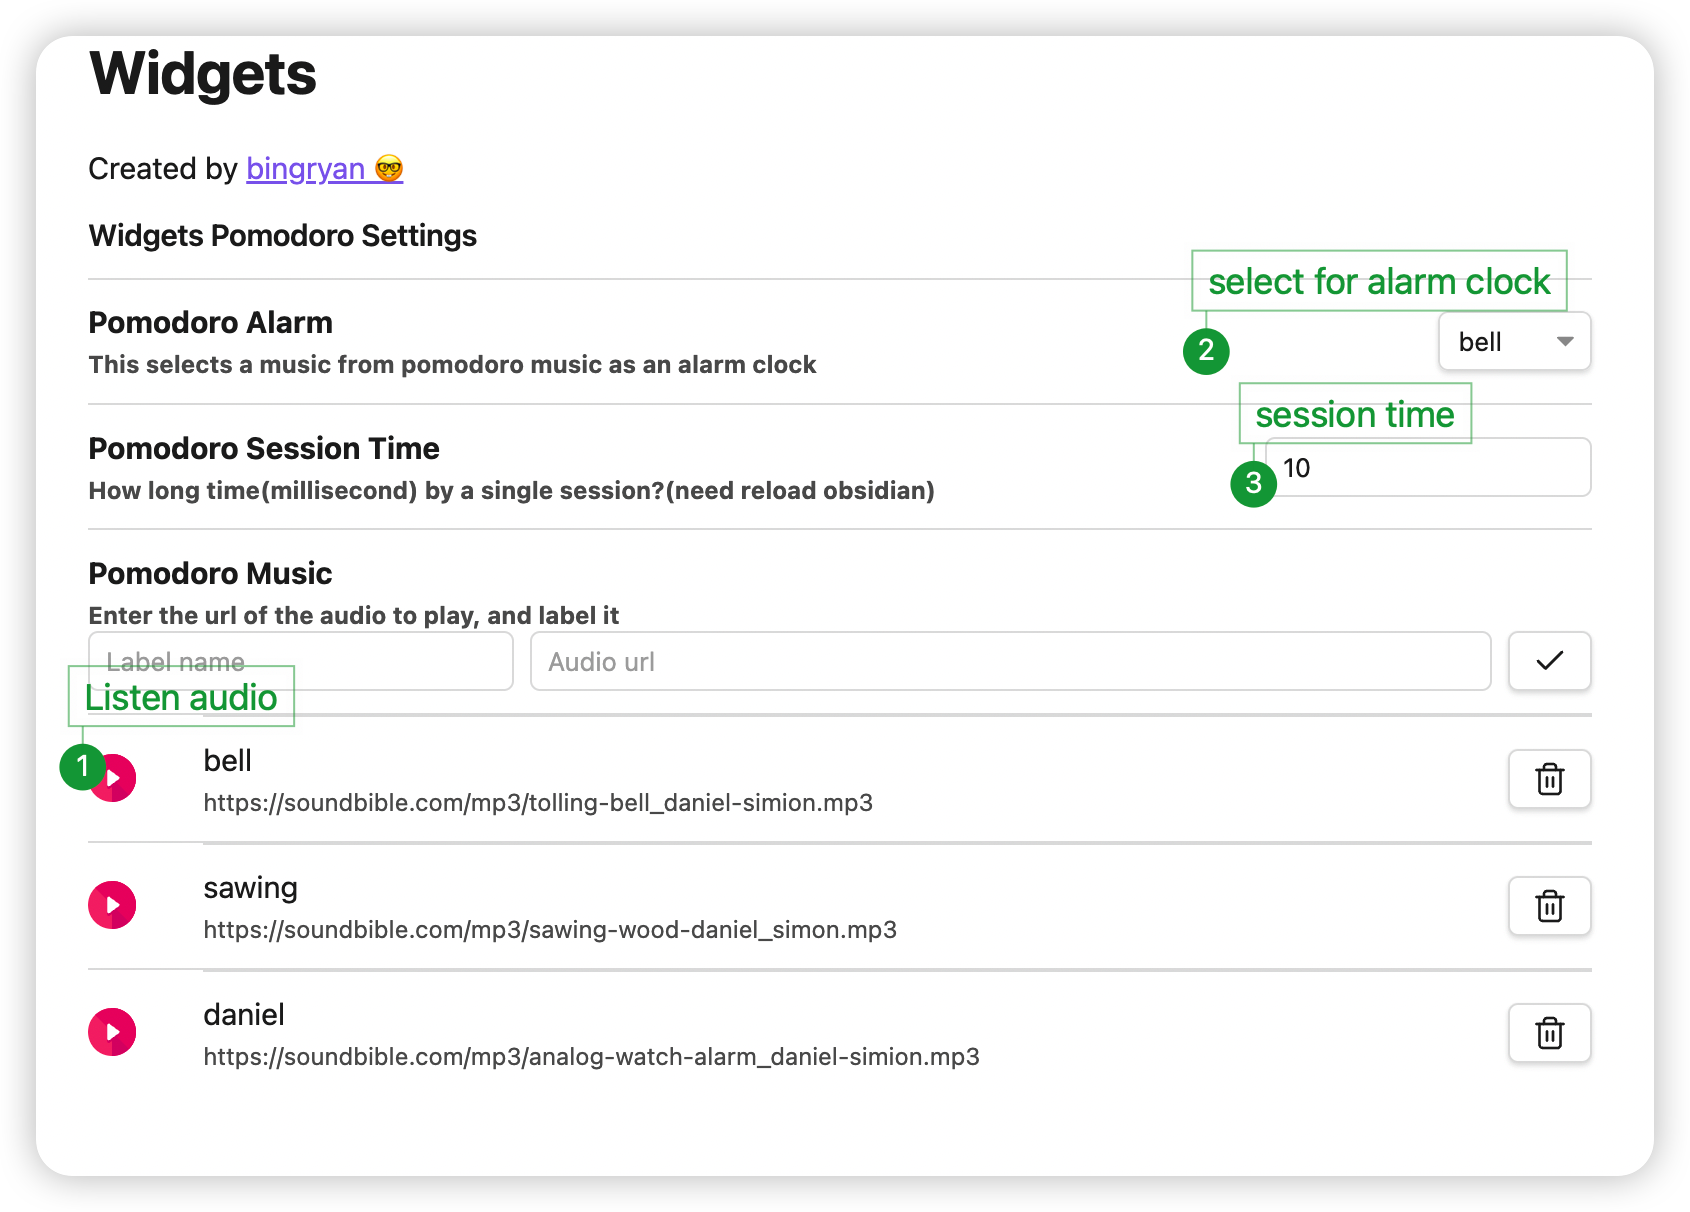 Widgets
Created by bingryan 🤓
Widgets Pomodoro Settings
select for alarm clock
Pomodoro Alarm
This selects a music from pomodoro music as an alarm clock
2
bell
session time
Pomodoro Session Time
How long time(millisecond) by a single session?(need reload obsidian)
3
10
Pomodoro Music
Enter the url of the audio to play, and label it
Label name
Audio url
Listen audio
1
bell
https://soundbible.com/mp3/tolling-bell_daniel-simion.mp3
sawing
https://soundbible.com/mp3/sawing-wood-daniel_simon.mp3
daniel
https://soundbible.com/mp3/analog-watch-alarm_daniel-simion.mp3